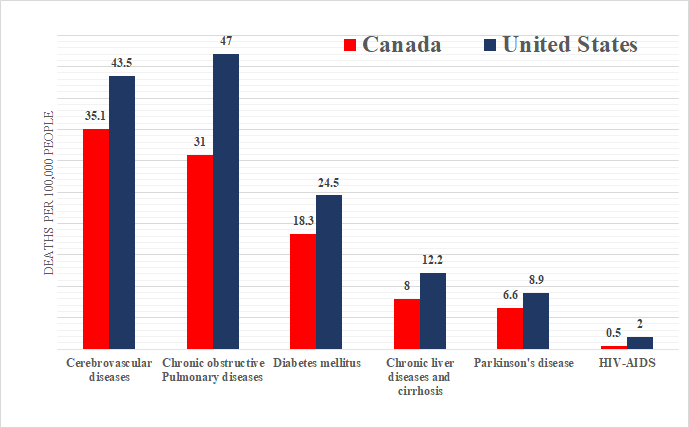 Canada
United States
DEATHS PER 100,000 PEOPLE
35.1
43.5
31
47
18.3
24.5
8
12.2
6.6
8.9
0.5
2
Cerebrovascular
diseases
Chronic obstructive
Pulmonary diseases
Diabetes mellitus
Chronic liver
diseases and
cirrhosis
Parkinson's disease
HIV-AIDS